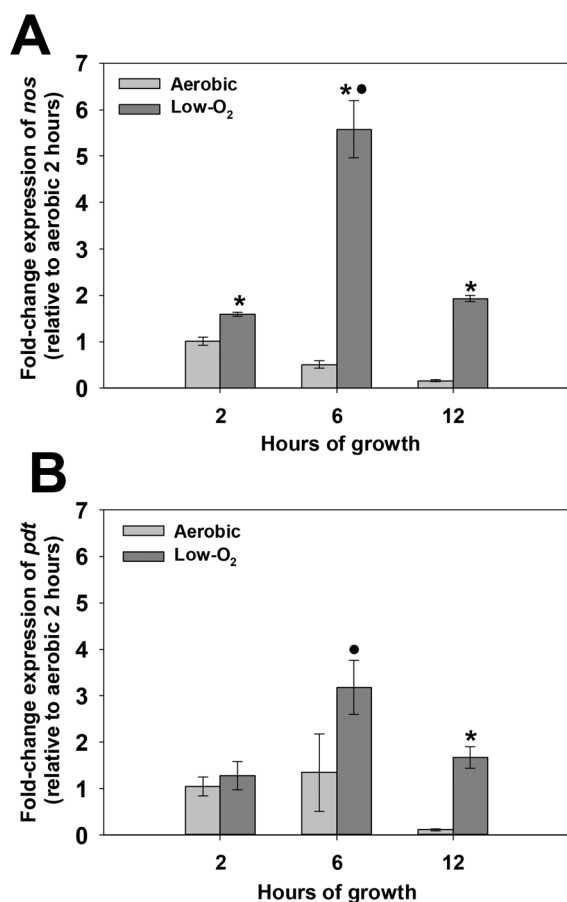 A
Fold-change expression of nos
(relative to aerobic 2 hours)
7
6
5
4
3
2
1
0
Aerobic
Low-O₂
*●
*
*
2 6 12
Hours of growth
B
Fold-change expression of pdt
(relative to aerobic 2 hours)
7
6
5
4
3
2
1
0
Aerobic
Low-O₂
●
*
2 6 12
Hours of growth